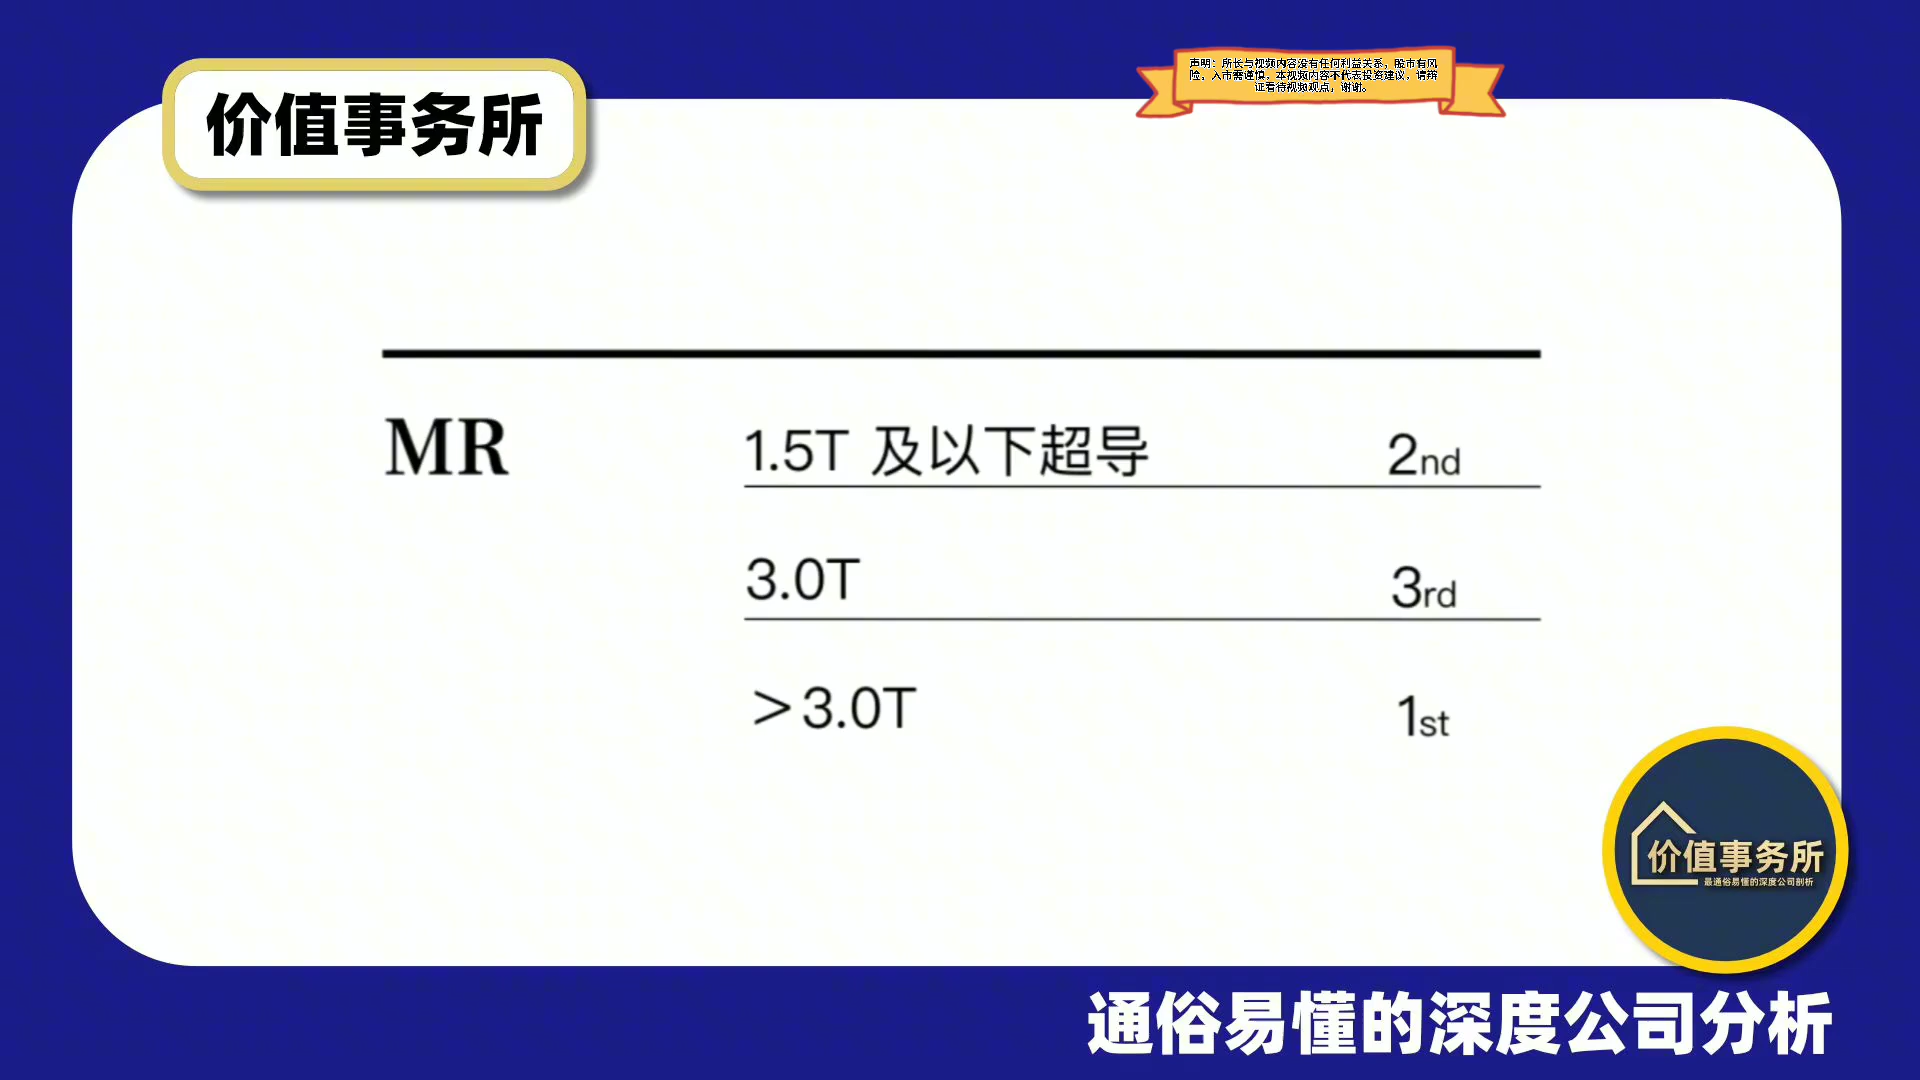 价值事务所
声明：所长与视频内容没有任何利益关系，股市有风
险，入市需谨慎，本视频内容不代表投资建议，请辩
证看待视频观点，谢谢。
MR 1.5T 及以下超导 2nd
3.0T 3rd
＞3.0T 1st
价值事务所
最通俗易懂的深度公司剖析
通俗易懂的深度公司分析